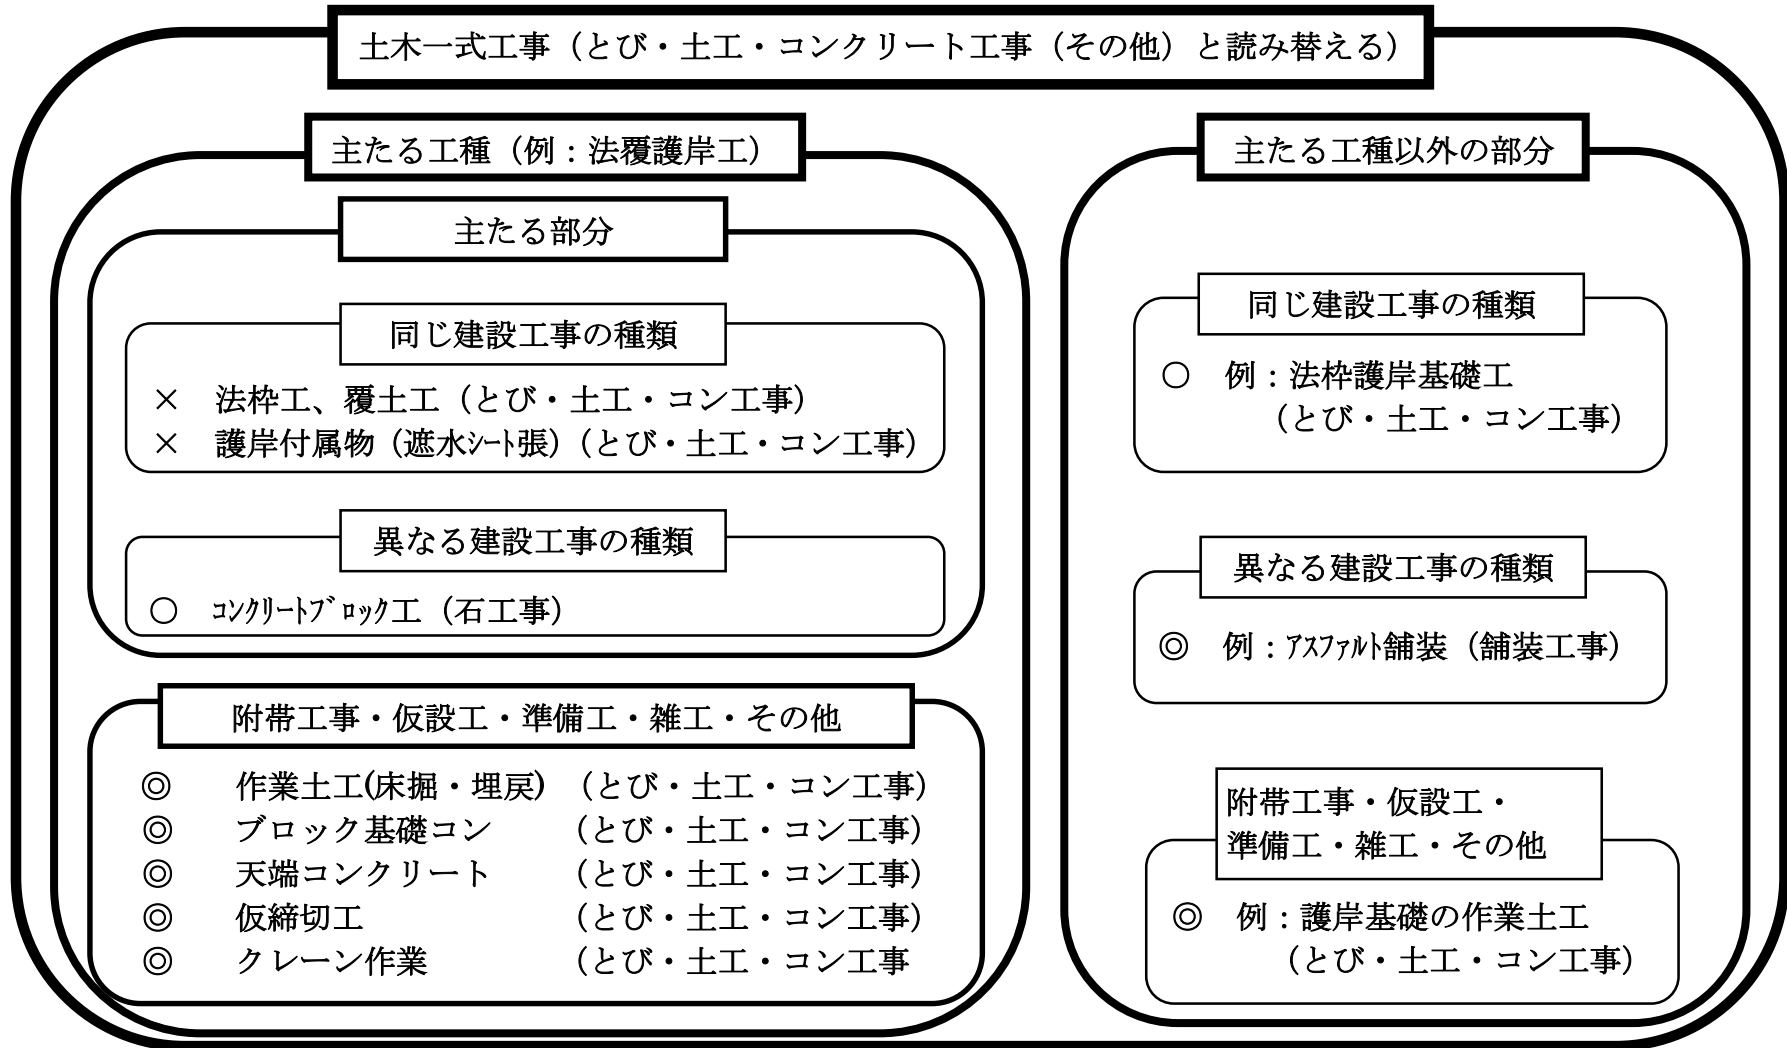 土木一式工事（とび・土工・コンクリート工事（その他）と読み替える）
主たる工種（例：法覆護岸工）
主たる部分
同じ建設工事の種類
×　法枠工、覆土工（とび・土工・コン工事）
×　護岸付属物（遮水ｼｰﾄ張）（とび・土工・コン工事）
異なる建設工事の種類
○　ｺﾝｸﾘｰﾄﾌﾞﾛｯｸ工（石工事）
附帯工事・仮設工・準備工・雑工・その他
◎　作業土工(床掘・埋戻)　（とび・土工・コン工事）
◎　ブロック基礎コン　（とび・土工・コン工事）
◎　天端コンクリート　（とび・土工・コン工事）
◎　仮締切工　（とび・土工・コン工事）
◎　クレーン作業　（とび・土工・コン工事
主たる工種以外の部分
同じ建設工事の種類
○　例：法枠護岸基礎工
（とび・土工・コン工事）
異なる建設工事の種類
◎　例：ｱｽﾌｧﾙﾄ舗装（舗装工事）
附帯工事・仮設工・
準備工・雑工・その他
◎　例：護岸基礎の作業土工
（とび・土工・コン工事）